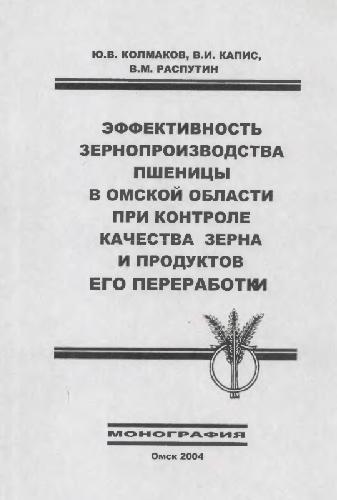 Ю.В. КОЛМАКОВ, В.И. КАПИС,
В.М. РАСПУТИН
ЭФФЕКТИВНОСТЬ
ЗЕРНОПРОИЗВОДСТВА
ПШЕНИЦЫ
В ОМСКОЙ ОБЛАСТИ
ПРИ КОНТРОЛЕ
КАЧЕСТВА ЗЕРНА
И ПРОДУКТОВ
ЕГО ПЕРЕРАБОТКИ
МОНОГРАФИЯ
Омск 2004